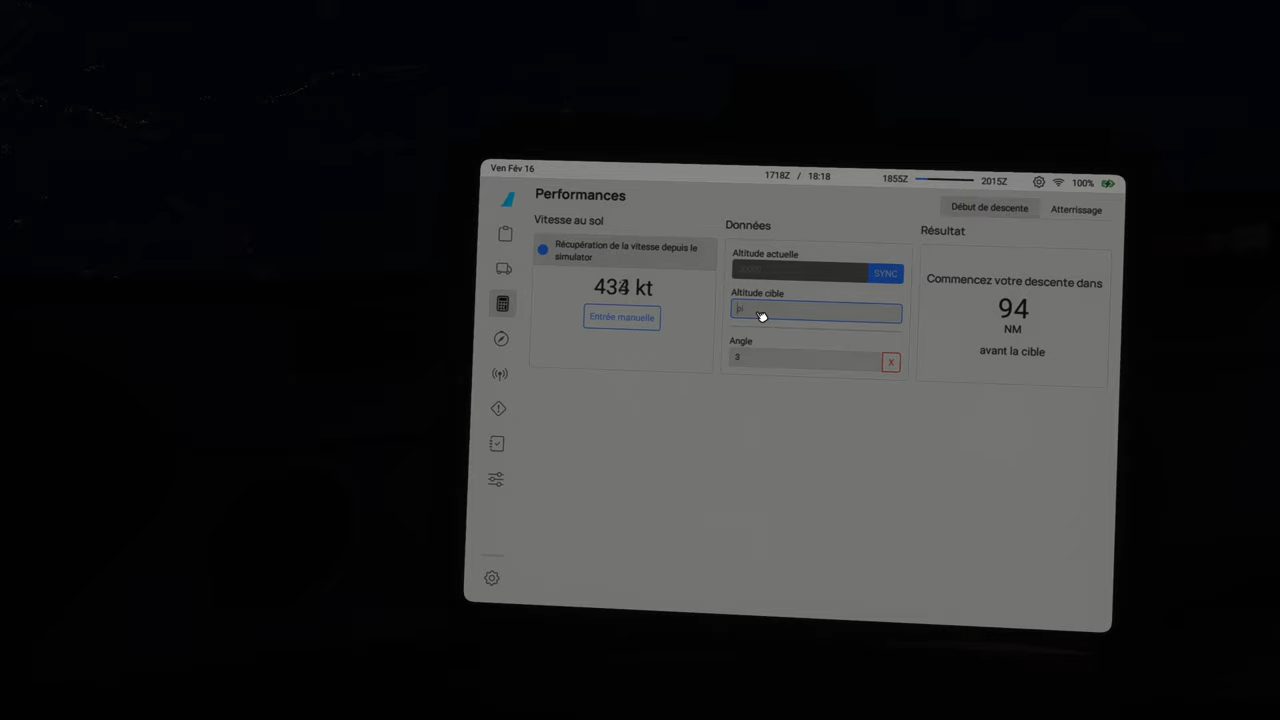 Ven Fév 16
1718Z / 18:18
1855Z
2015Z
100%
Performances
Début de descente
Atterrissage
Vitesse au sol
Récupération de la vitesse depuis le
simulator
kt
Entrée manuelle
Données
Altitude actuelle
SYNC
Altitude cible
pi
Angle
3
X
Résultat
Commencez votre descente dans
94
NM
avant la cible